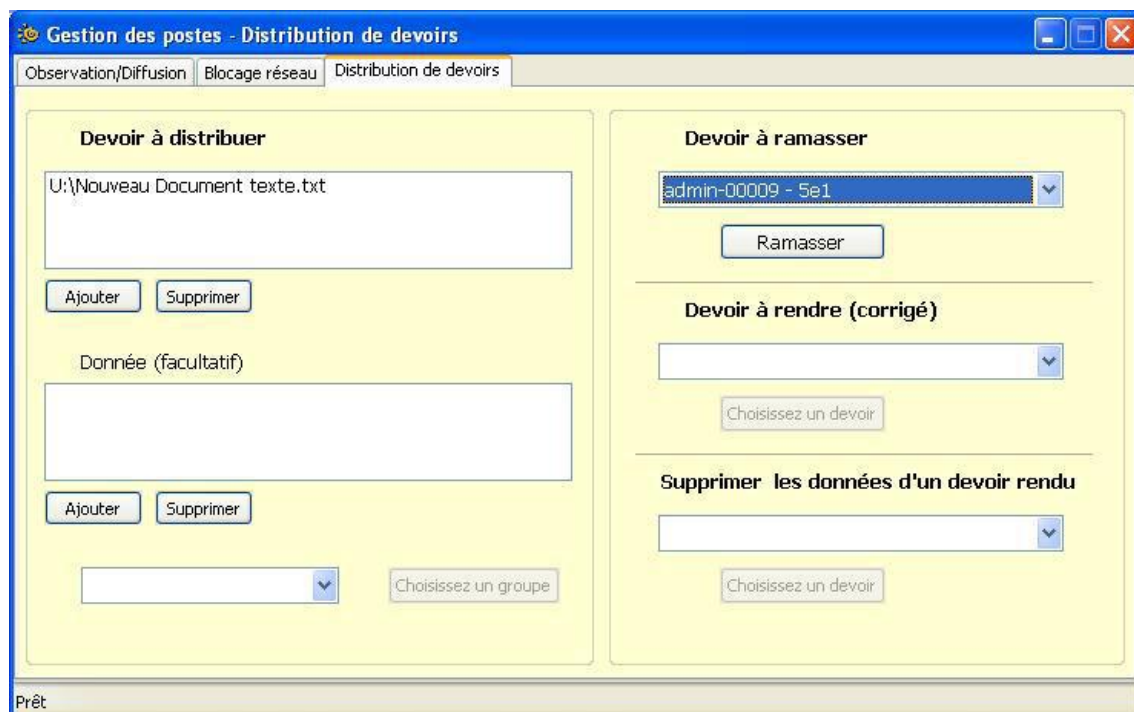 Gestion des postes - Distribution de devoirs
Observation/Diffusion Blocage réseau Distribution de devoirs
Devoir à distribuer
U:\Nouveau Document texte.txt
Ajouter Supprimer
Donnée (facultatif)
Ajouter Supprimer
Choisissez un groupe
Devoir à ramasser
admin-00009 - 5e1
Ramasser
Devoir à rendre (corrigé)
Choisissez un devoir
Supprimer les données d'un devoir rendu
Choisissez un devoir
Prêt